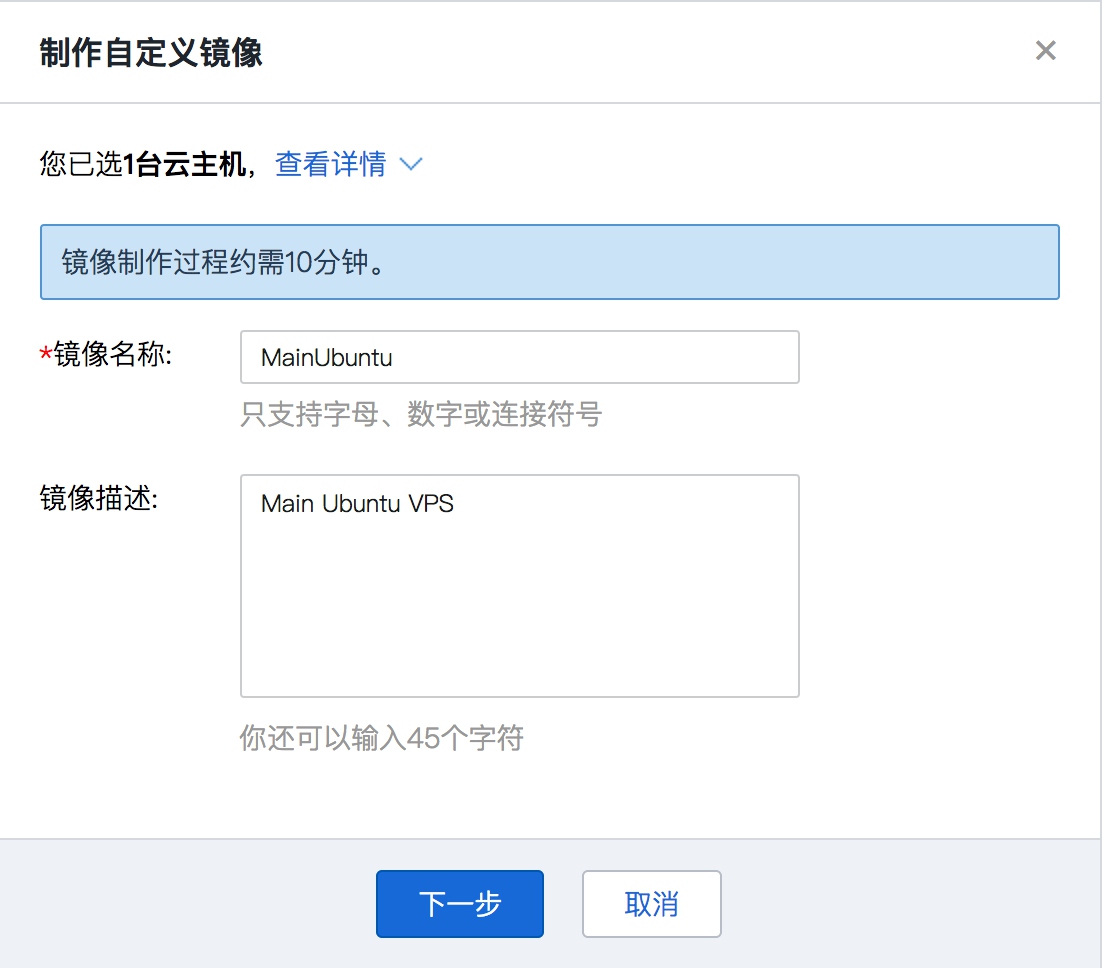 制作自定义镜像
您已选1台云主机，查看详情
镜像制作过程约需10分钟。
*镜像名称:
MainUbuntu
只支持字母、数字或连接符号
镜像描述:
Main Ubuntu VPS
你还可以输入45个字符
下一步
取消